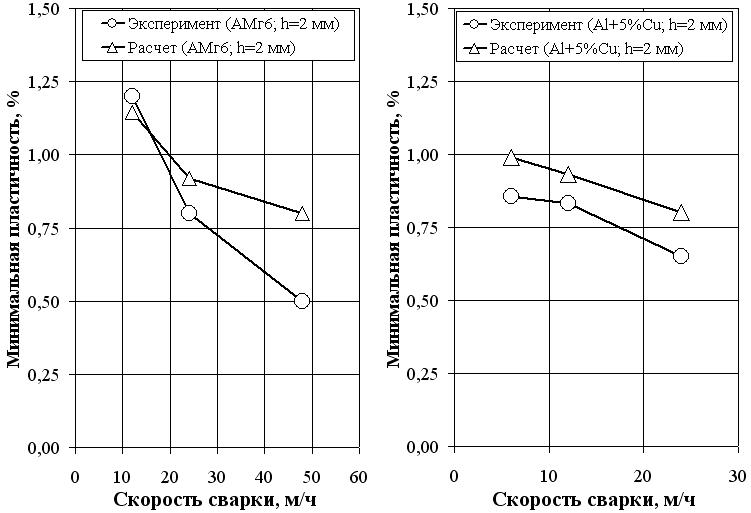 Эксперимент (АМг6; h=2 мм)
Расчет (АМг6; h=2 мм)
Минимальная пластичность, %
1,50
1,25
1,00
0,75
0,50
0,25
0,00
0 10 20 30 40 50 60
Скорость сварки, м/ч
Эксперимент (Al+5%Cu; h=2 мм)
Расчет (Al+5%Cu; h=2 мм)
Минимальная пластичность, %
1,50
1,25
1,00
0,75
0,50
0,25
0,00
0 10 20 30
Скорость сварки, м/ч